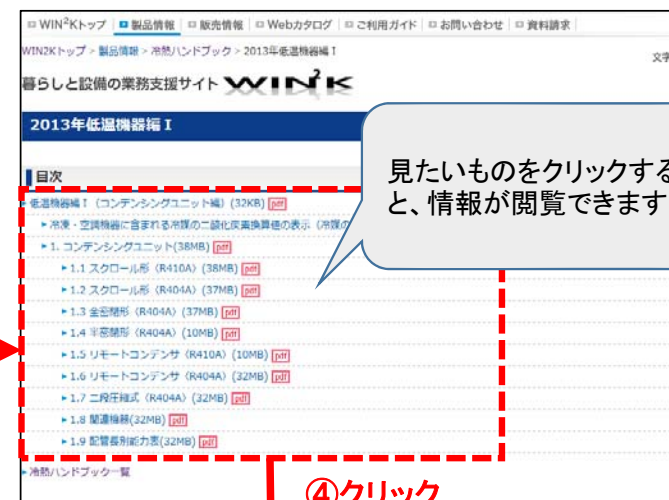 WIN²Kトップ 製品情報 販売情報 Webカタログ ご利用ガイド お問い合わせ 資料請求
WIN2Kトップ > 製品情報 > 冷熱ハンドブック > 2013年低温機器編Ⅰ
文字
暮らしと設備の業務支援サイト WIN²K
2013年低温機器編Ⅰ
見たいものをクリックする
と、情報が閲覧できます
目次
低温機器編Ⅰ (コンデンシングユニット編) (32KB) pdf
冷凍・空調機器に含まれる冷媒の二酸化炭素換算値の表示 (冷媒の
1. コンデンシングユニット(38MB) pdf
1.1 スクロール形〈R410A〉(38MB) pdf
1.2 スクロール形〈R404A〉(37MB) pdf
1.3 全密閉形〈R404A〉(37MB) pdf
1.4 半密閉形〈R404A〉(10MB) pdf
1.5 リモートコンデンサ〈R410A〉(10MB) pdf
1.6 リモートコンデンサ〈R404A〉(32MB) pdf
1.7 二段圧縮式〈R404A〉(32MB) pdf
1.8 関連機器(32MB) pdf
1.9 配管長別能力表(32MB) pdf
冷熱ハンドブック一覧
④クリック